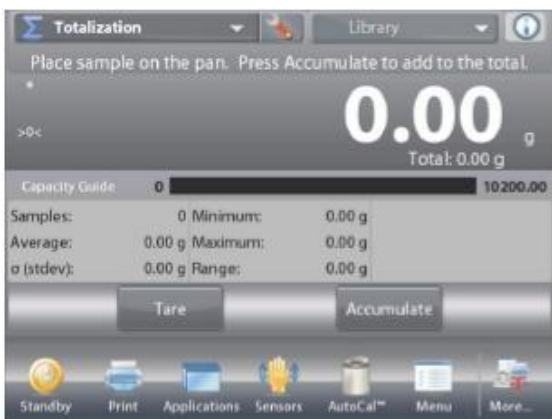 Σ Totalization Library
Place sample on the pan. Press Accumulate to add to the total.
*
>0<
0.00 g
Total: 0.00 g
Capacity Guide 0 10200.00
Samples: 0 Minimum: 0.00 g
Average: 0.00 g Maximum: 0.00 g
σ (stdev): 0.00 g Range: 0.00 g
Tare Accumulate
Standby Print Applications Sensors AutoCal™ Menu More...